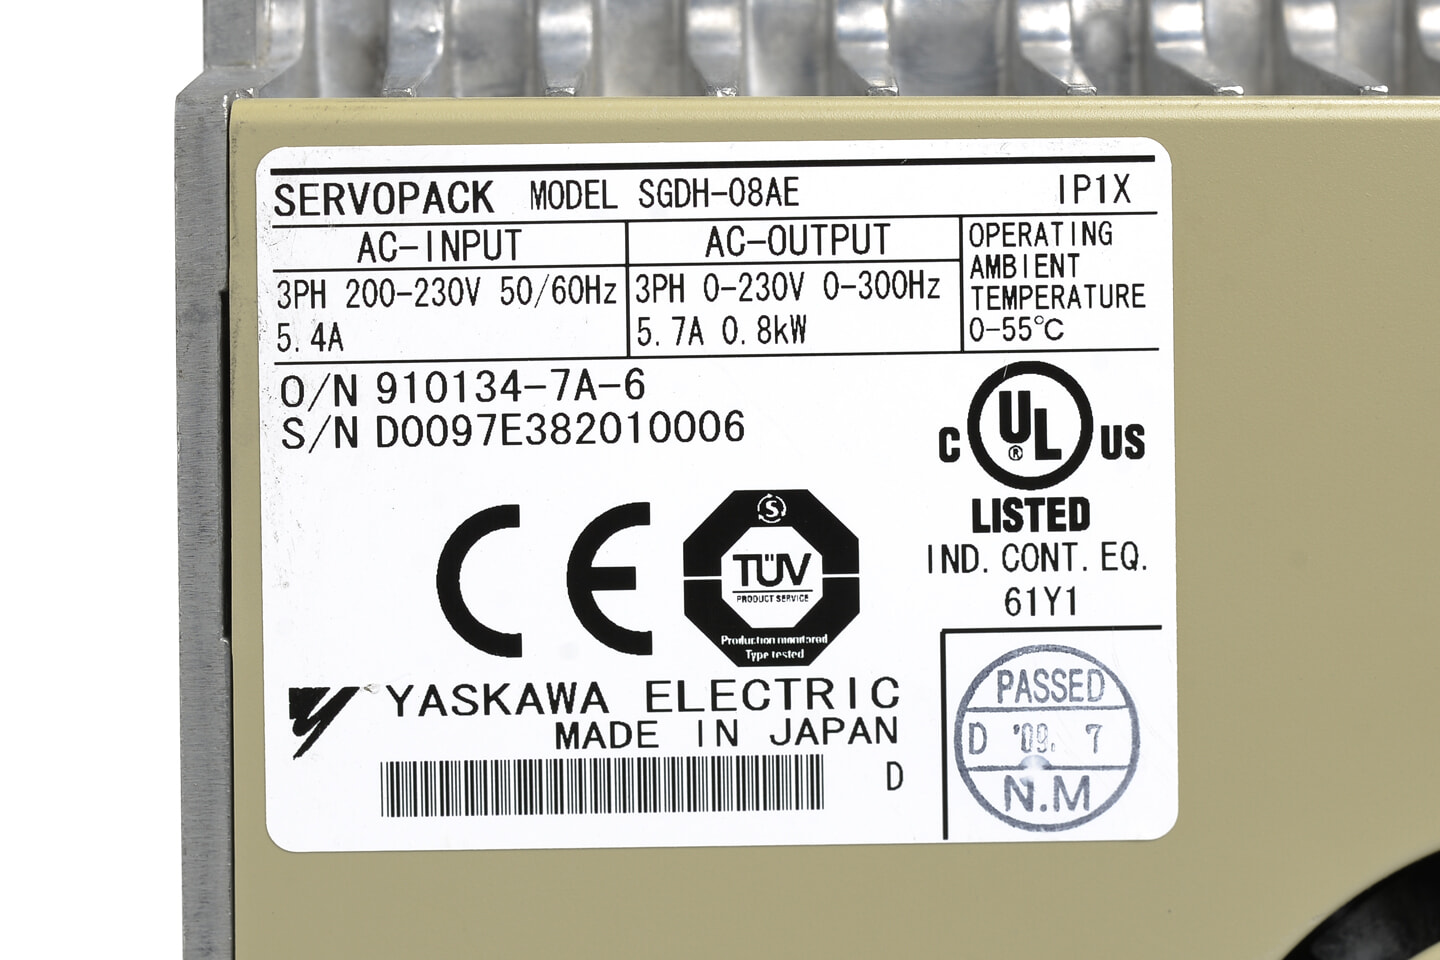 SERVOPACK MODEL SGDH-08AE IP1X
AC-INPUT AC-OUTPUT
3PH 200-230V 50/60Hz
5.4A
3PH 0-230V 0-300Hz
5.7A 0.8kW
OPERATING
AMBIENT
TEMPERATURE
0-55℃
O/N 910134-7A-6
S/N D0097E382010006
C UL ® US
LISTED
IND. CONT. EQ.
61Y1
CE
S
TÜV
PRODUCT SERVICE
Production monitored
Type tested
YASKAWA ELECTRIC
MADE IN JAPAN
D
PASSED
D '09. 7
N.M